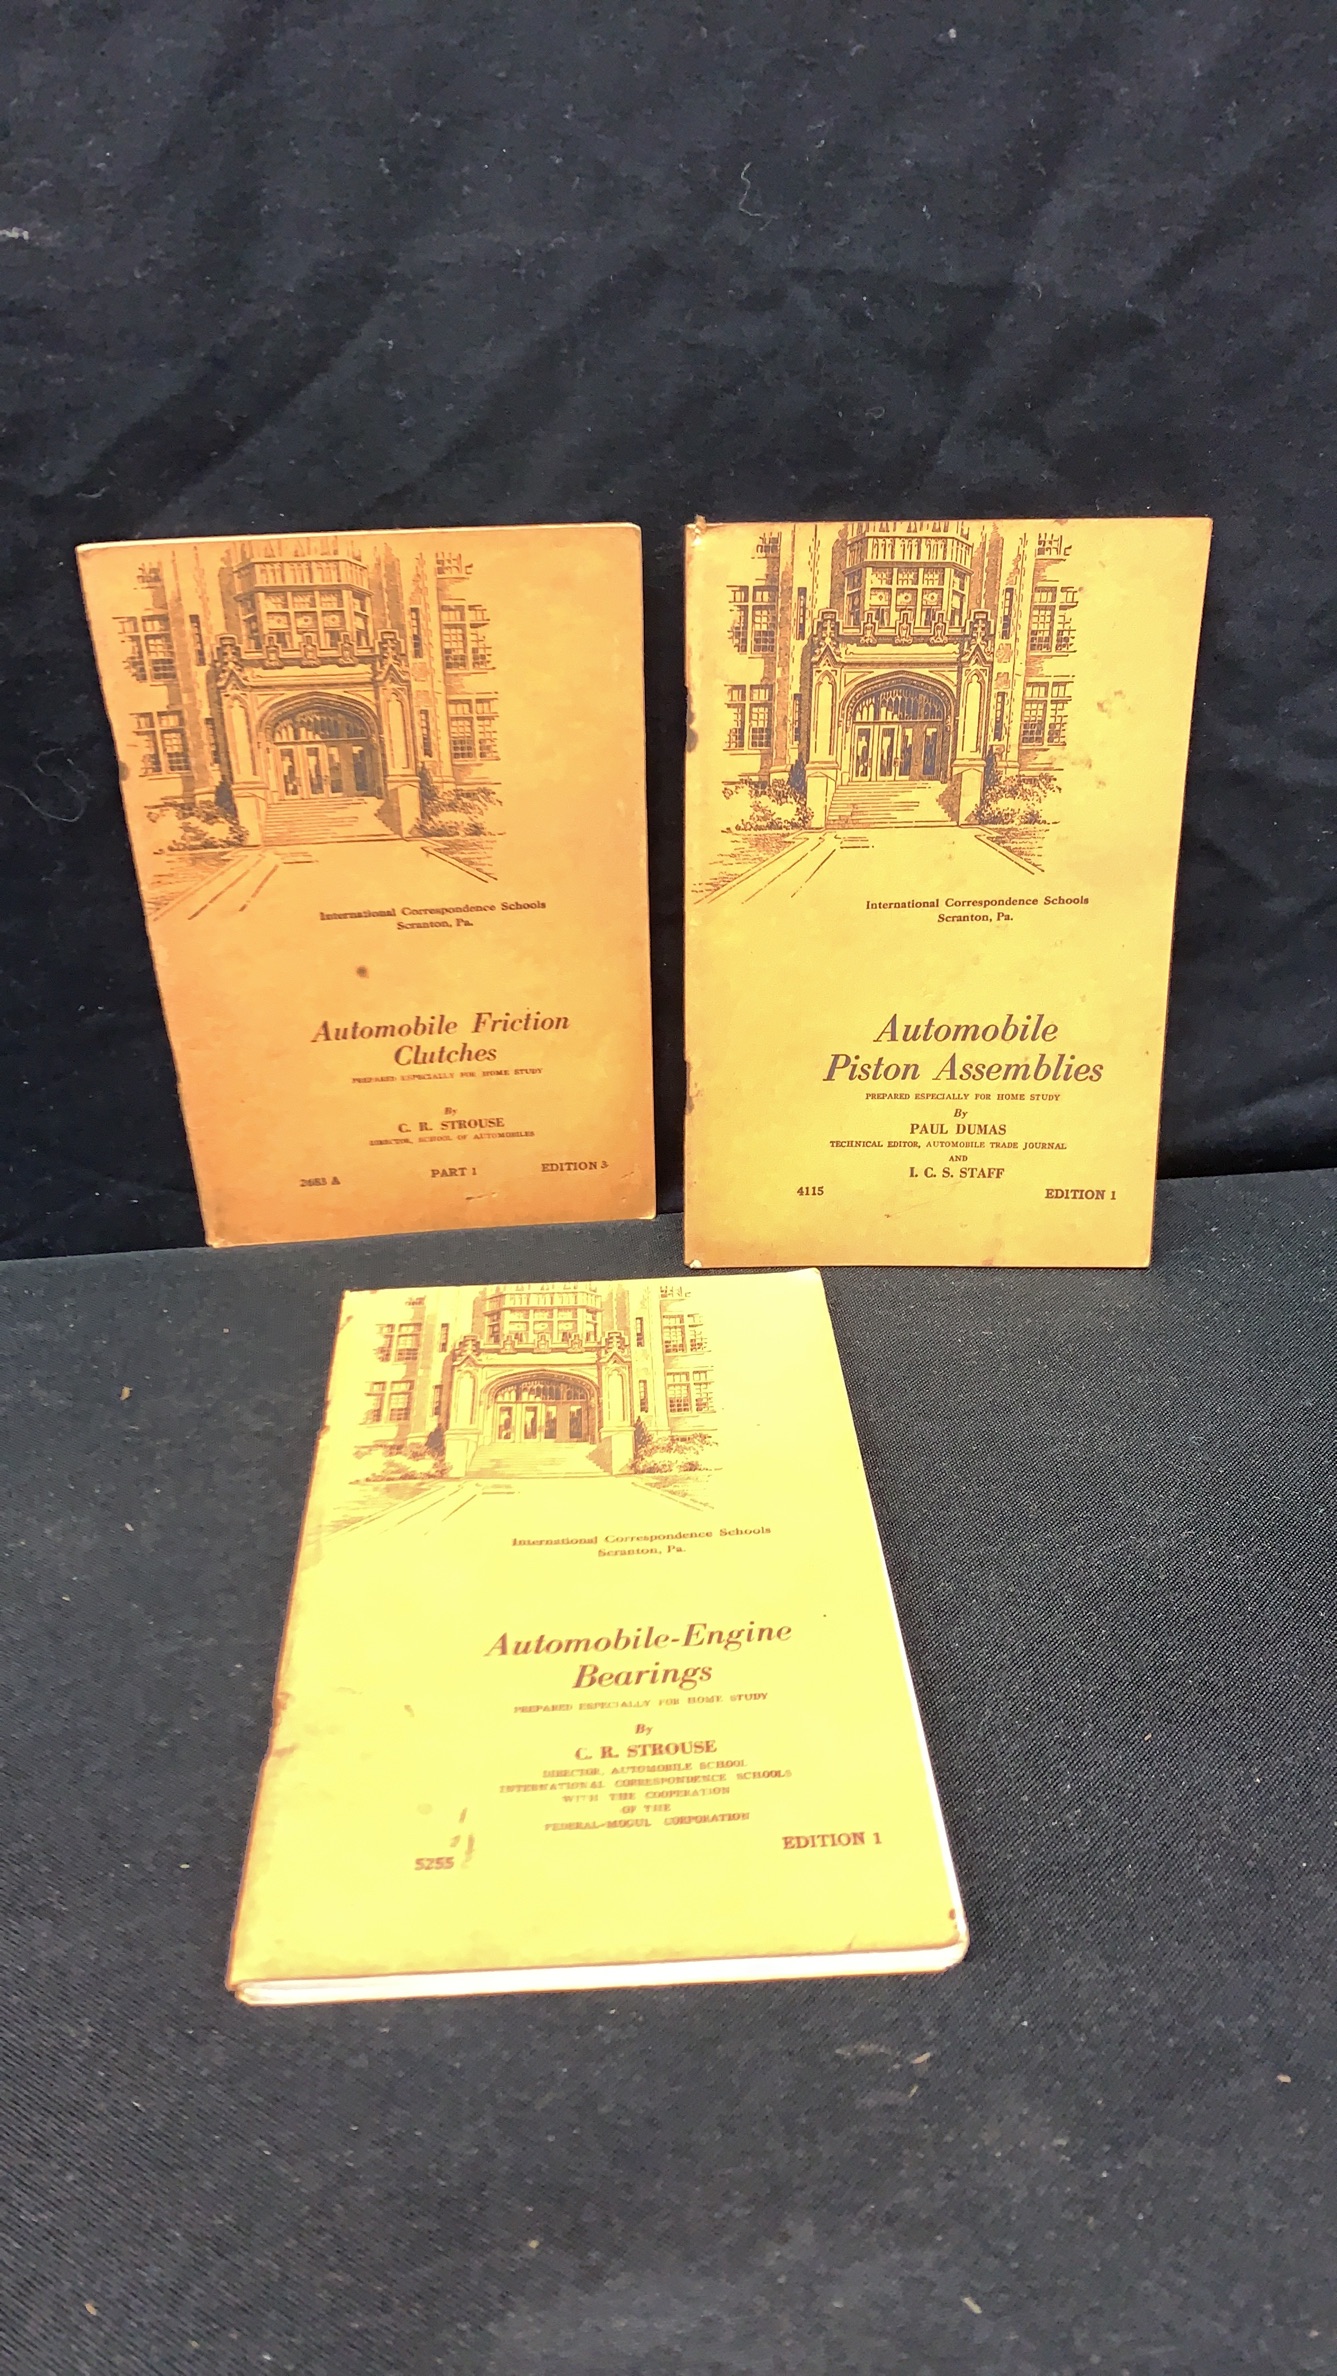 International Correspondence Schools
Scranton, Pa.
Automobile Friction
Clutches
PREPARED ESPECIALLY FOR HOME STUDY
By
C. R. STROUSE
DIRECTOR, SCHOOL OF AUTOMOBILES
2683 A PART 1 EDITION 3
International Correspondence Schools
Scranton, Pa.
Automobile
Piston Assemblies
PREPARED ESPECIALLY FOR HOME STUDY
By
PAUL DUMAS
TECHNICAL EDITOR, AUTOMOBILE TRADE JOURNAL
AND
I. C. S. STAFF
4115 EDITION 1
International Correspondence Schools
Scranton, Pa.
Automobile-Engine
Bearings
PREPARED ESPECIALLY FOR HOME STUDY
By
C. R. STROUSE
DIRECTOR, AUTOMOBILE SCHOOL
INTERNATIONAL CORRESPONDENCE SCHOOLS
WITH THE COOPERATION
OF THE
FEDERAL-MOGUL CORPORATION
5255 EDITION 1